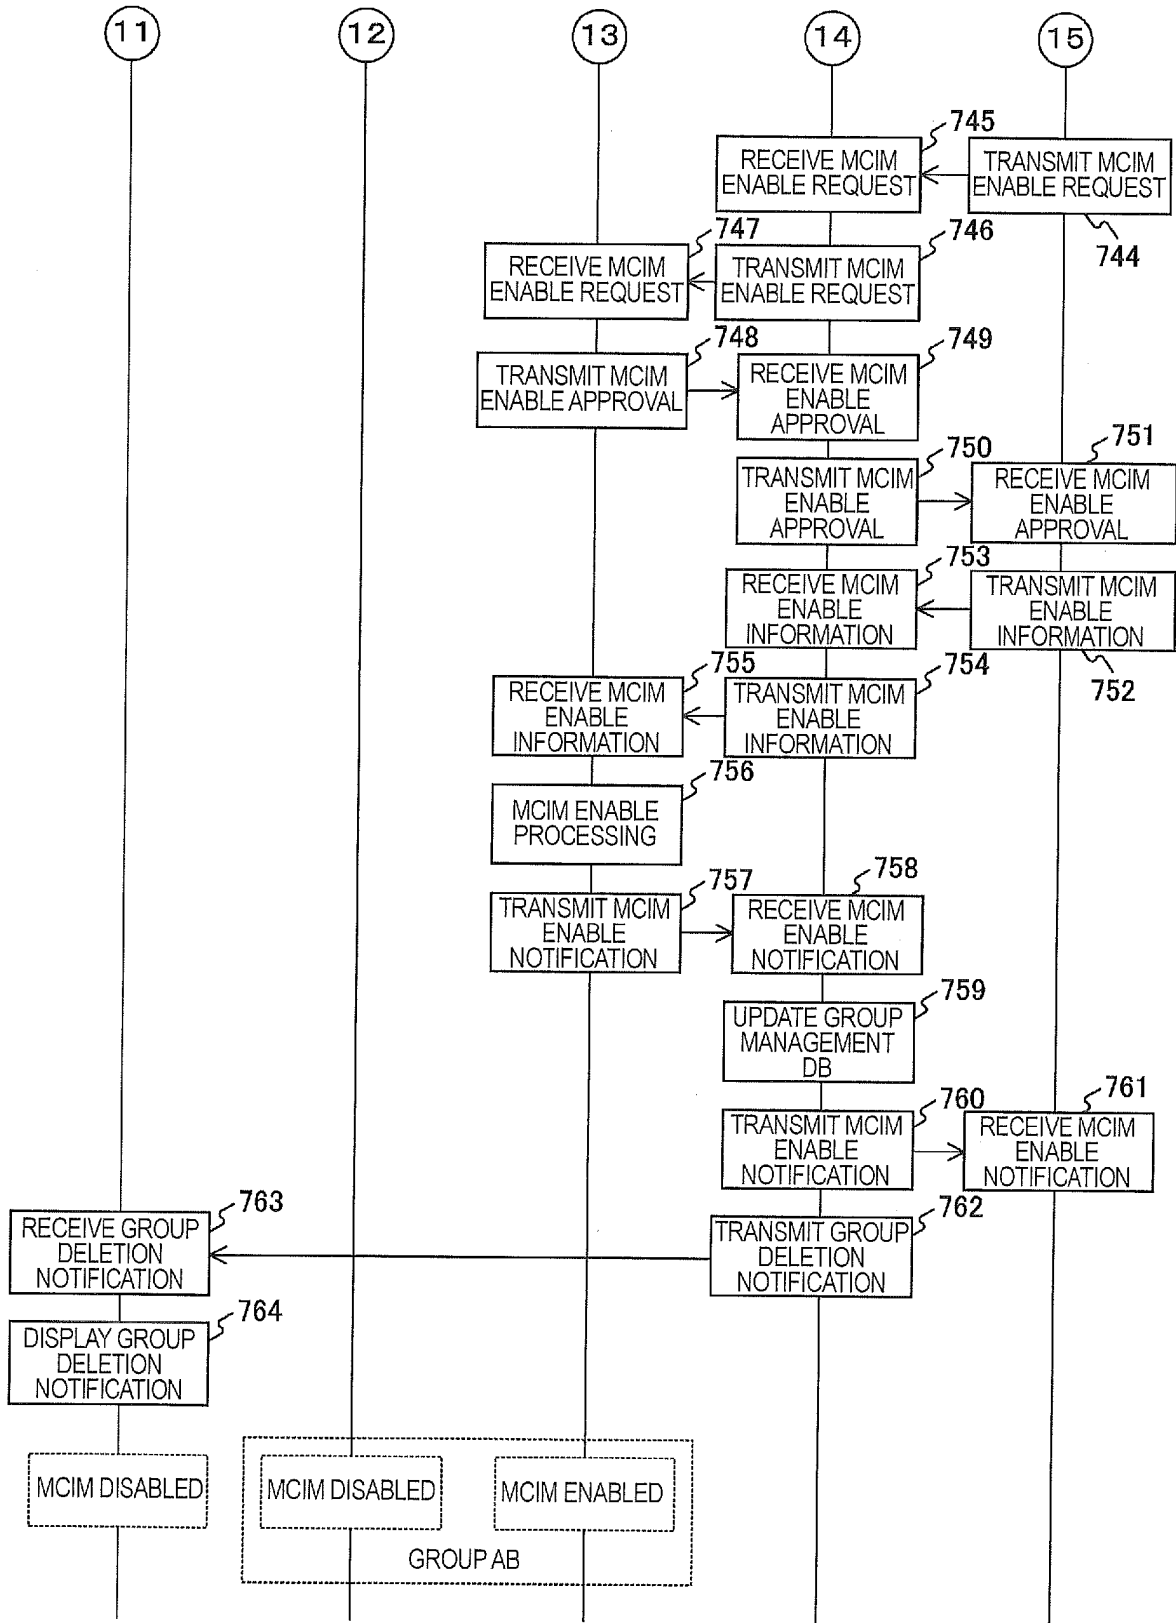 11
12
13
14
15
745
RECEIVE MCIM
ENABLE REQUEST
TRANSMIT MCIM
ENABLE REQUEST
744
747
RECEIVE MCIM
ENABLE REQUEST
746
TRANSMIT MCIM
ENABLE REQUEST
748
TRANSMIT MCIM
ENABLE APPROVAL
749
RECEIVE MCIM
ENABLE
APPROVAL
750
TRANSMIT MCIM
ENABLE
APPROVAL
751
RECEIVE MCIM
ENABLE
APPROVAL
753
RECEIVE MCIM
ENABLE
INFORMATION
TRANSMIT MCIM
ENABLE
INFORMATION
752
755
RECEIVE MCIM
ENABLE
INFORMATION
754
TRANSMIT MCIM
ENABLE
INFORMATION
756
MCIM ENABLE
PROCESSING
757
TRANSMIT MCIM
ENABLE
NOTIFICATION
758
RECEIVE MCIM
ENABLE
NOTIFICATION
759
UPDATE GROUP
MANAGEMENT
DB
760
TRANSMIT MCIM
ENABLE
NOTIFICATION
761
RECEIVE MCIM
ENABLE
NOTIFICATION
763
RECEIVE GROUP
DELETION
NOTIFICATION
762
TRANSMIT GROUP
DELETION
NOTIFICATION
764
DISPLAY GROUP
DELETION
NOTIFICATION
MCIM DISABLED
MCIM DISABLED
MCIM ENABLED
GROUP AB